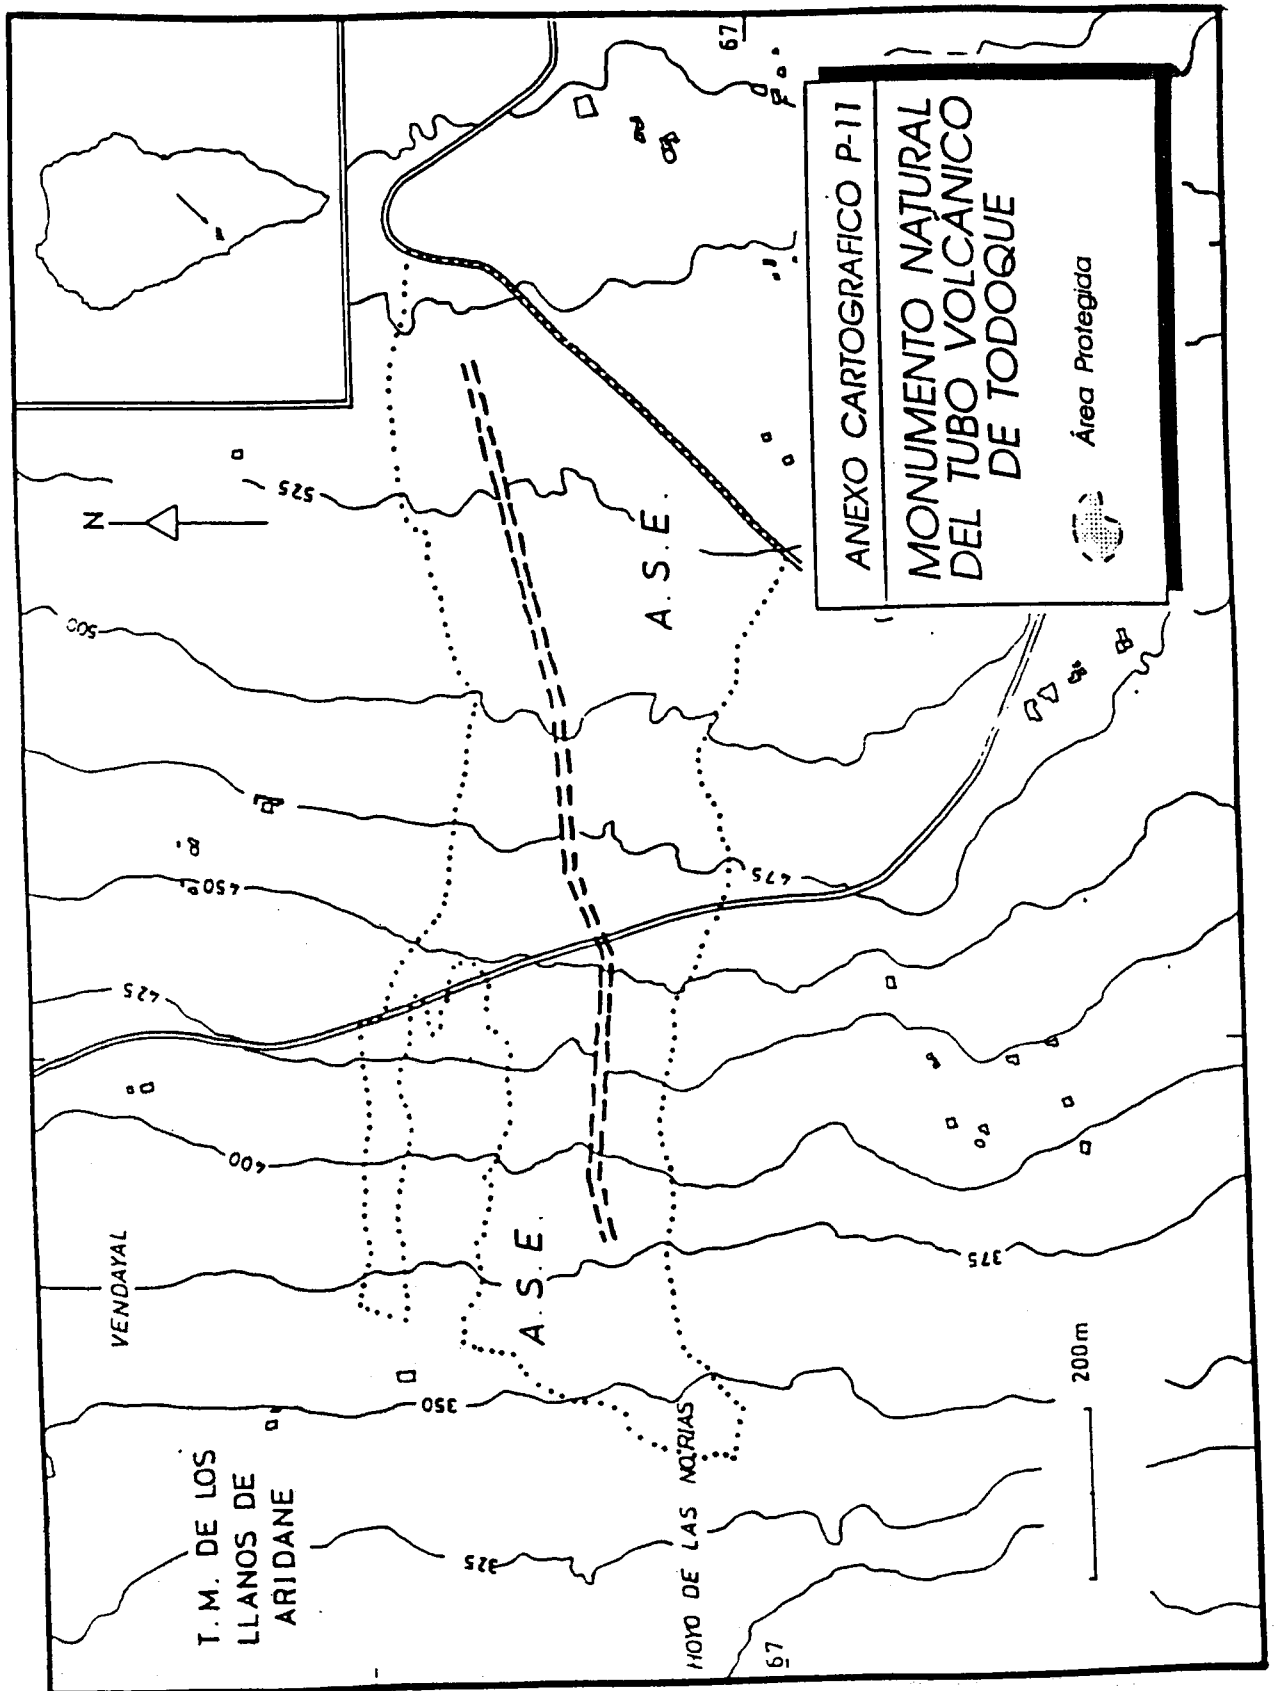 T.M. DE LOS
LLANOS DE
ARIDANE
VENDAYAL
N
67
525
500
475
450
425
400
375
350
325
A.S.E.
A.S.E.
HOYO DE LAS NORIAS
67
200m
ANEXO CARTOGRAFICO P-11
MONUMENTO NATURAL
DEL TUBO VOLCÁNICO
DE TODOQUE
Área Protegida